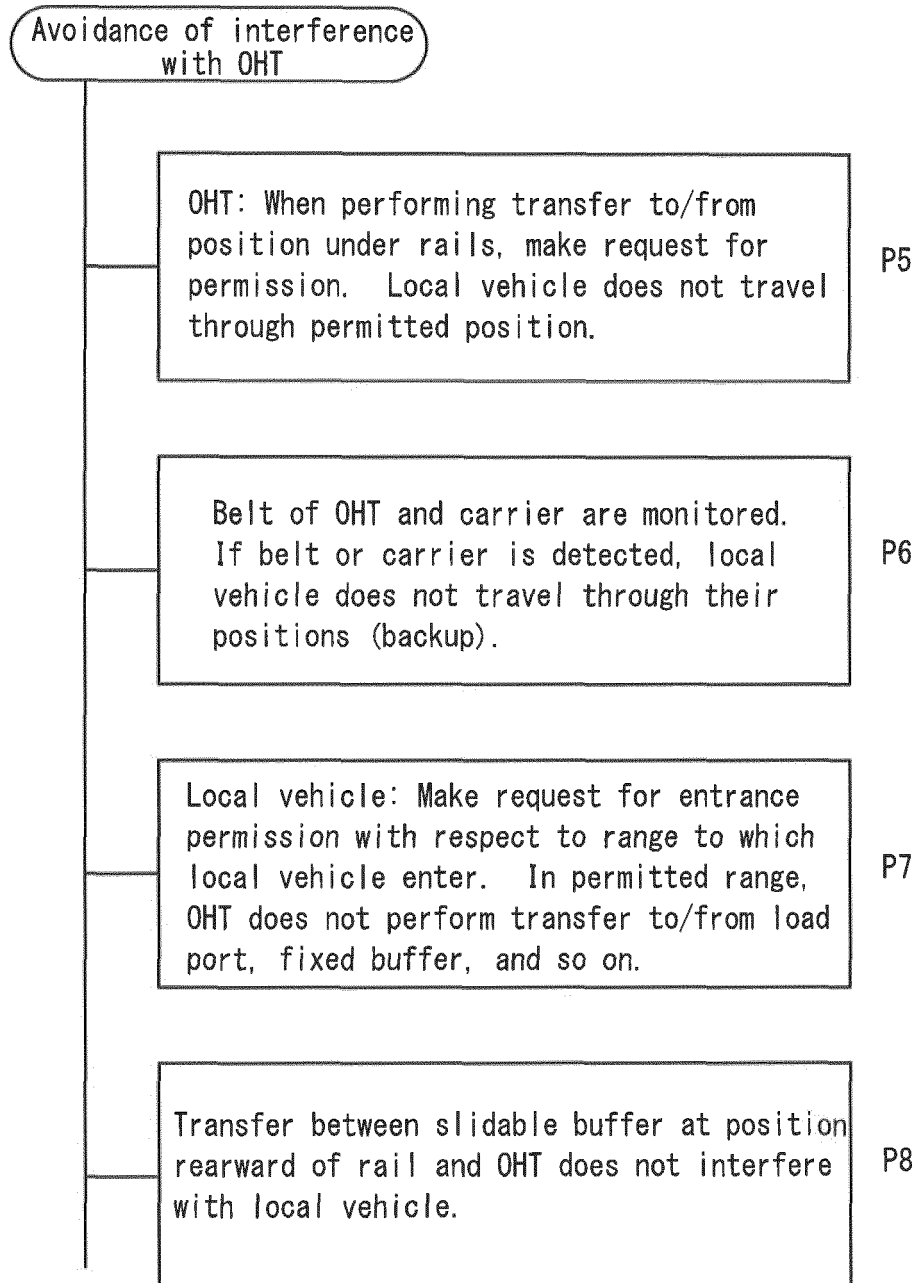 Avoidance of interference
with OHT
OHT: When performing transfer to/from
position under rails, make request for
permission. Local vehicle does not travel
through permitted position.
P5
Belt of OHT and carrier are monitored.
If belt or carrier is detected, local
vehicle does not travel through their
positions (backup).
P6
Local vehicle: Make request for entrance
permission with respect to range to which
local vehicle enter. In permitted range,
OHT does not perform transfer to/from load
port, fixed buffer, and so on.
P7
Transfer between slidable buffer at position
rearward of rail and OHT does not interfere
with local vehicle.
P8